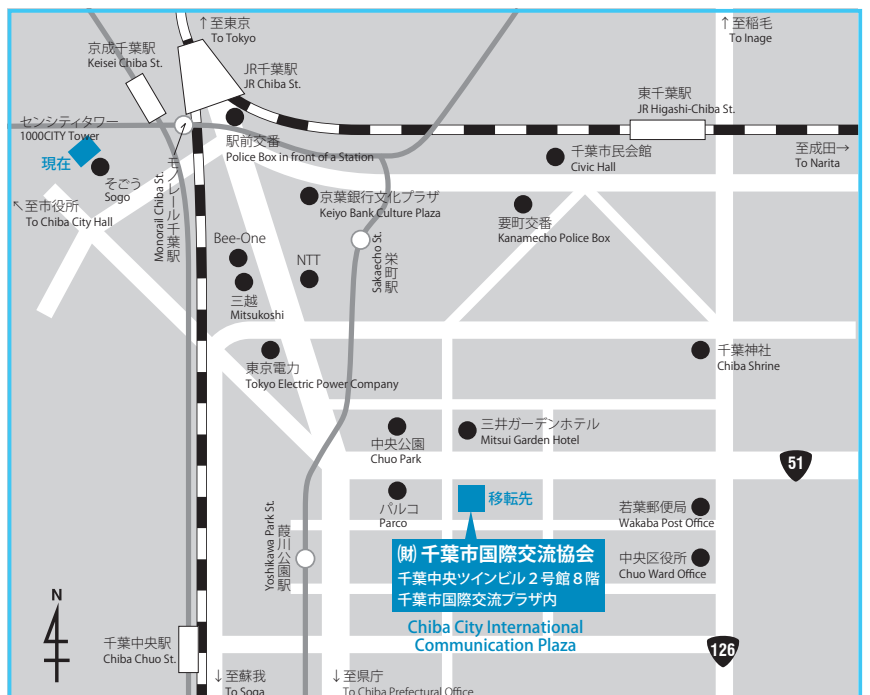 ↑至東京
To Tokyo
↑至稲毛
To Inage
京成千葉駅
Keisei Chiba St.
JR千葉駅
JR Chiba St.
東千葉駅
JR Higashi-Chiba St.
センシティタワー
1000CITY Tower
現在
そごう
Sogo
モノレール千葉駅
Monorail Chiba St.
駅前交番
Police Box in front of a Station
千葉市民会館
Civic Hall
至成田→
To Narita
↖至市役所
To Chiba City Hall
京葉銀行文化プラザ
Keiyo Bank Culture Plaza
要町交番
Kanamecho Police Box
Bee-One
NTT
栄町駅
Sakaecho St.
三越
Mitsukoshi
東京電力
Tokyo Electric Power Company
千葉神社
Chiba Shrine
中央公園
Chuo Park
三井ガーデンホテル
Mitsui Garden Hotel
51
パルコ
Parco
移転先
若葉郵便局
Wakaba Post Office
葭川公園駅
Yoshikawa Park St.
㈶千葉市国際交流協会
千葉中央ツインビル2号館8階
千葉市国際交流プラザ内
中央区役所
Chuo Ward Office
Chiba City International
Communication Plaza
N
千葉中央駅
Chiba Chuo St.
126
↓至蘇我
To Soga
↓至県庁
To Chiba Prefectural Office